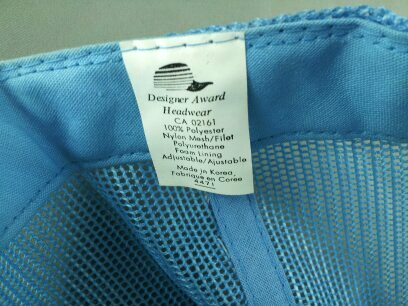 Designer Award
Headwear
CA 02161
100% Polyester
Nylon Mesh/Filet
Polyurethane
Foam Lining
Adjustable/Ajustable
Made in Korea
Fabrique en Coree
4471